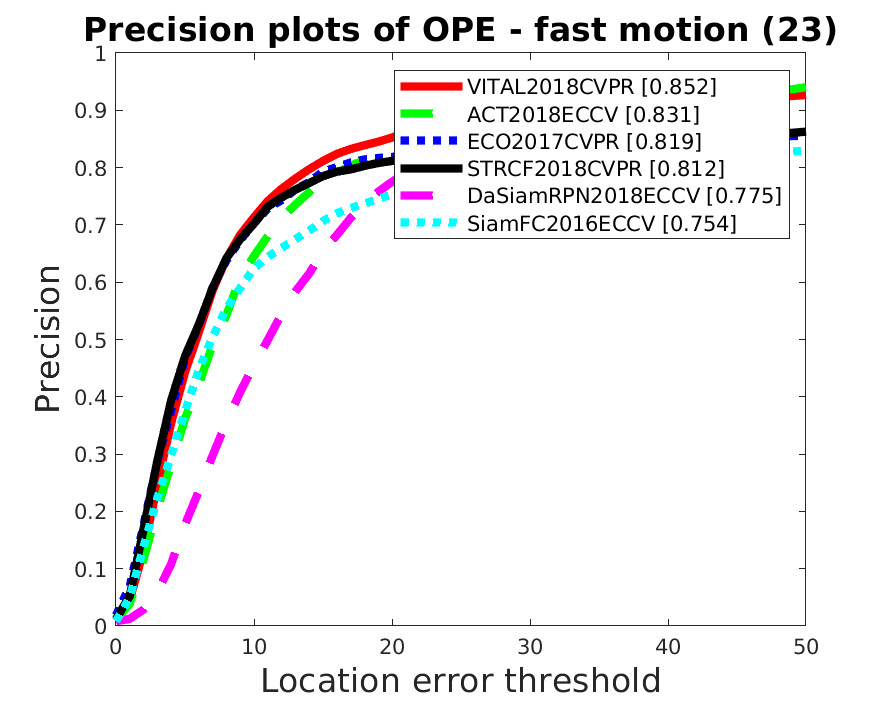 Precision plots of OPE - fast motion (23)
1
0.9
0.8
0.7
0.6
0.5
0.4
0.3
0.2
0.1
0
Precision
VITAL2018CVPR [0.852]
ACT2018ECCV [0.831]
ECO2017CVPR [0.819]
STRCF2018CVPR [0.812]
DaSiamRPN2018ECCV [0.775]
SiamFC2016ECCV [0.754]
0 10 20 30 40 50
Location error threshold